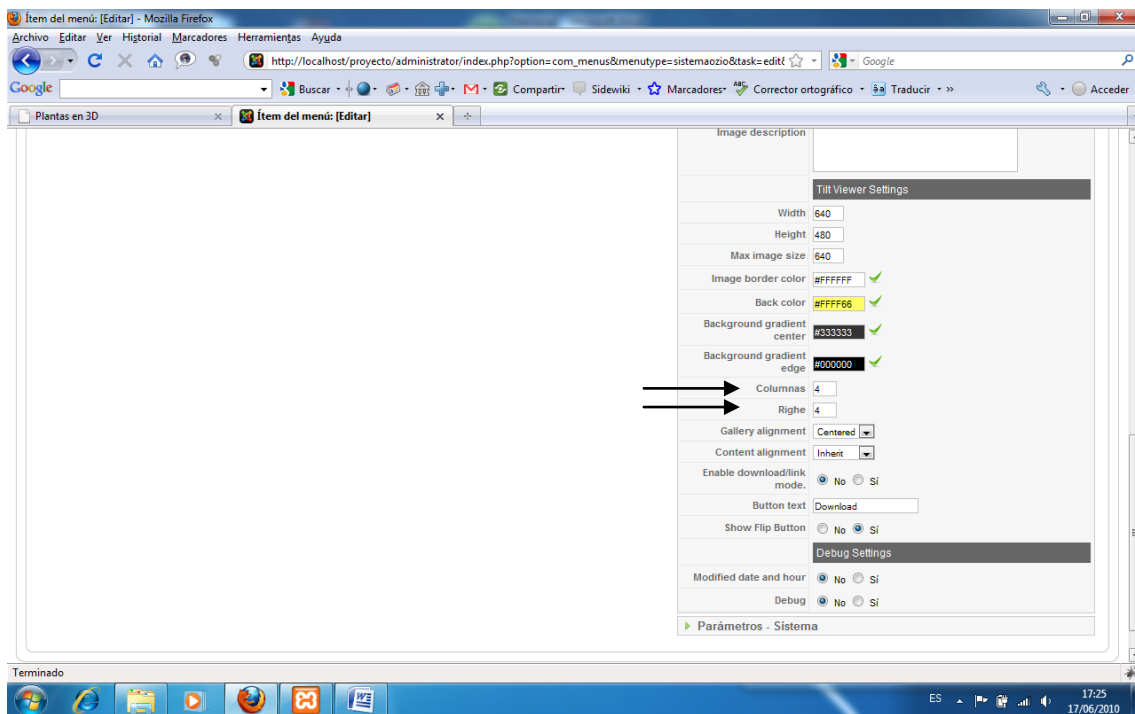 Ítem del menú: [Editar] - Mozilla Firefox
Archivo Editar Ver Historial Marcadores Herramientas Ayuda
http://localhost/proyecto/administrator/index.php?option=com_menus&menutype=sistemaozio&task=edit& Google
Google Buscar Compartir Sidewiki Marcadores ABC Corrector ortográfico Traducir » Acceder
Plantas en 3D Ítem del menú: [Editar]
Image description
Tilt Viewer Settings
Width 640
Height 480
Max image size 640
Image border color #FFFFFF
Back color #FFFF66
Background gradient
center #333333
Background gradient
edge #000000
Columnas 4
Righe 4
Gallery alignment Centered
Content alignment Inherit
Enable download/link
mode. No Sí
Button text Download
Show Flip Button No Sí
Debug Settings
Modified date and hour No Sí
Debug No Sí
Parámetros - Sistema
Terminado
ES 17:25
17/06/2010